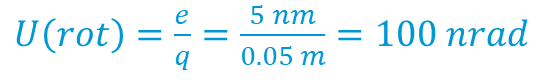 U(rot) = e/q = 5 nm/0.05 m = 100 nrad